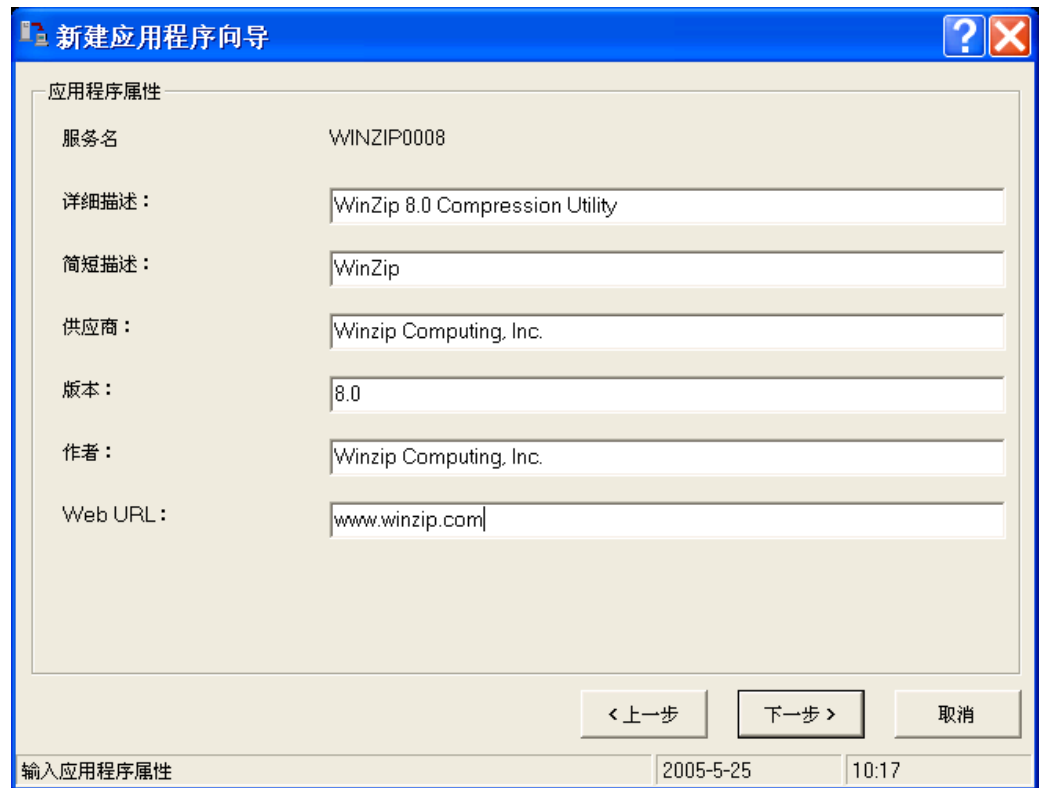 新建应用程序向导
应用程序属性
服务名 WINZIP0008
详细描述： WinZip 8.0 Compression Utility
简短描述： WinZip
供应商： Winzip Computing, Inc.
版本： 8.0
作者： Winzip Computing, Inc.
Web URL： www.winzip.com
<上一步 下一步> 取消
输入应用程序属性 2005-5-25 10:17